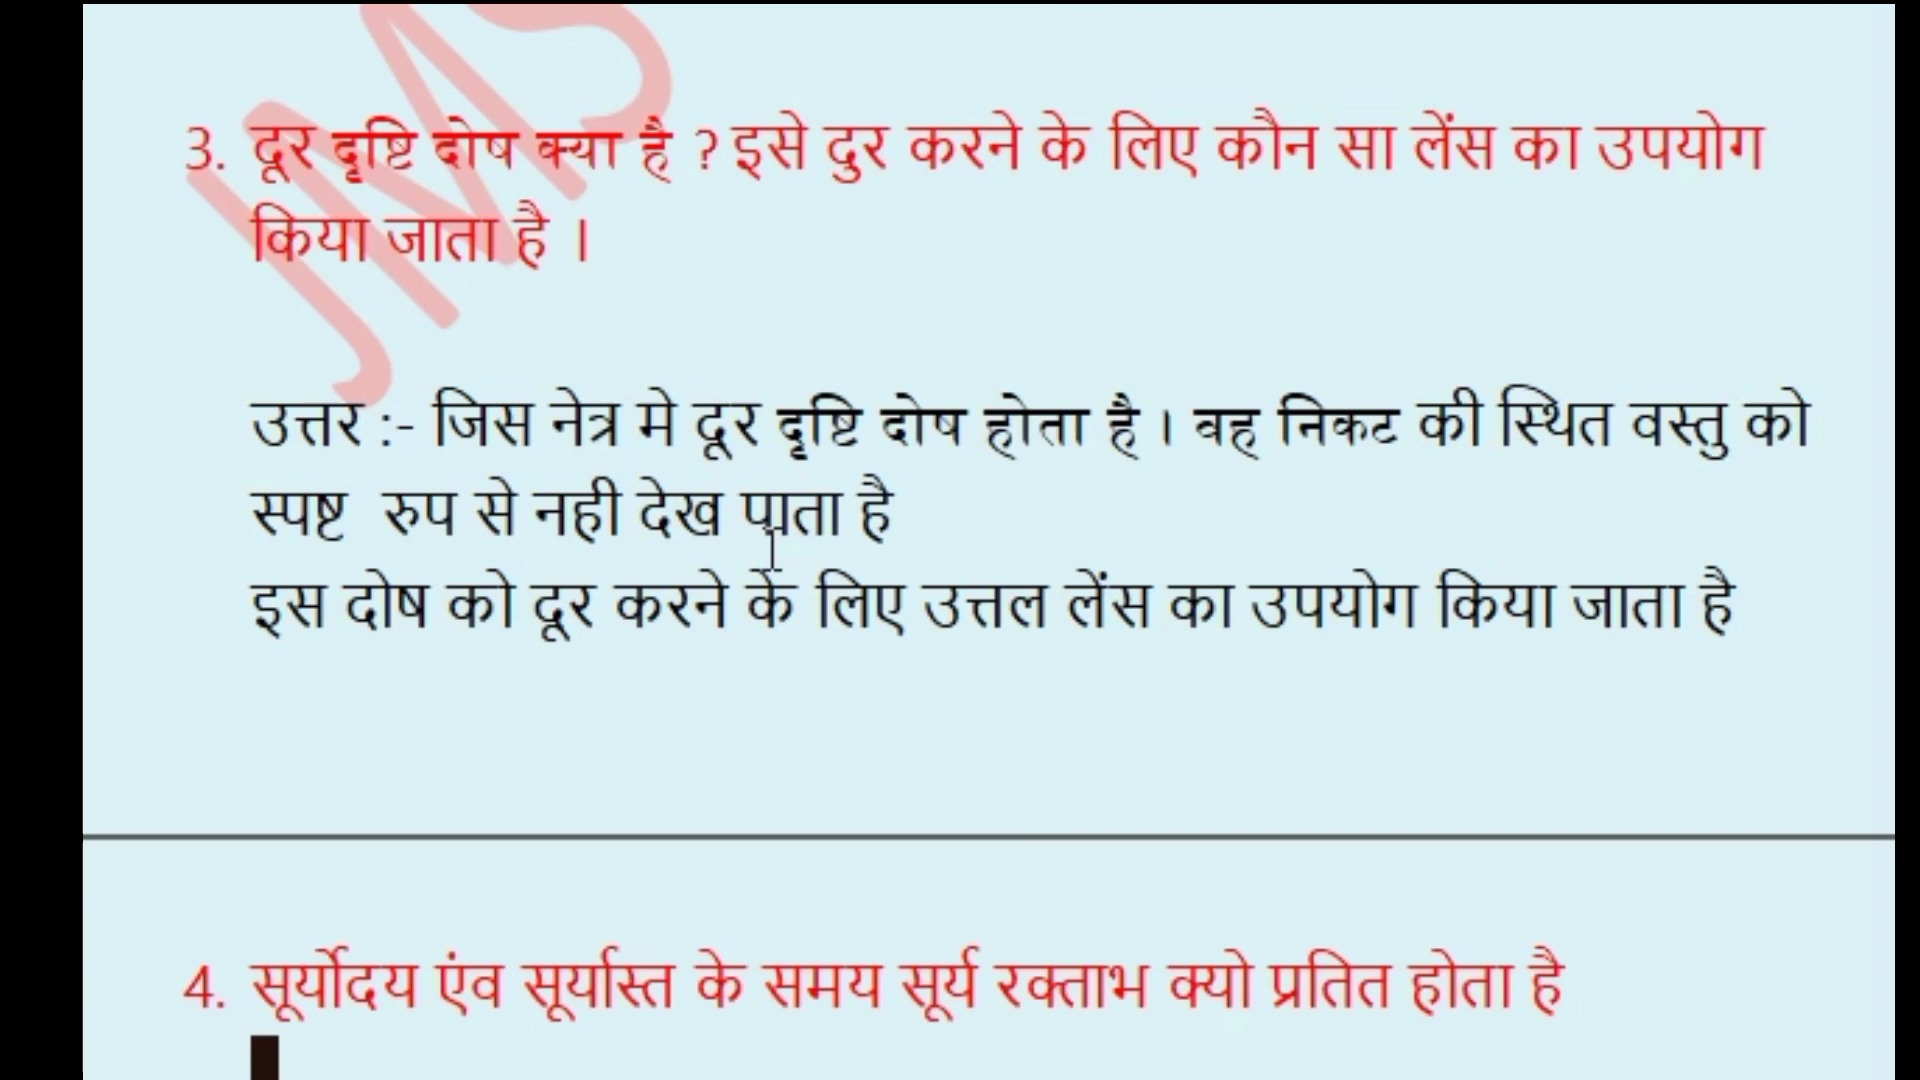 JMS
3. दूर दृष्टि दोष क्या है ? इसे दुर करने के लिए कौन सा लेंस का उपयोग
किया जाता है ।
उत्तर :- जिस नेत्र मे दूर दृष्टि दोष होता है । वह निकट की स्थित वस्तु को
स्पष्ट रुप से नही देख पाता है
इस दोष को दूर करने के लिए उत्तल लेंस का उपयोग किया जाता है
4. सूर्योदय एंव सूर्यास्त के समय सूर्य रक्ताभ क्यो प्रतित होता है